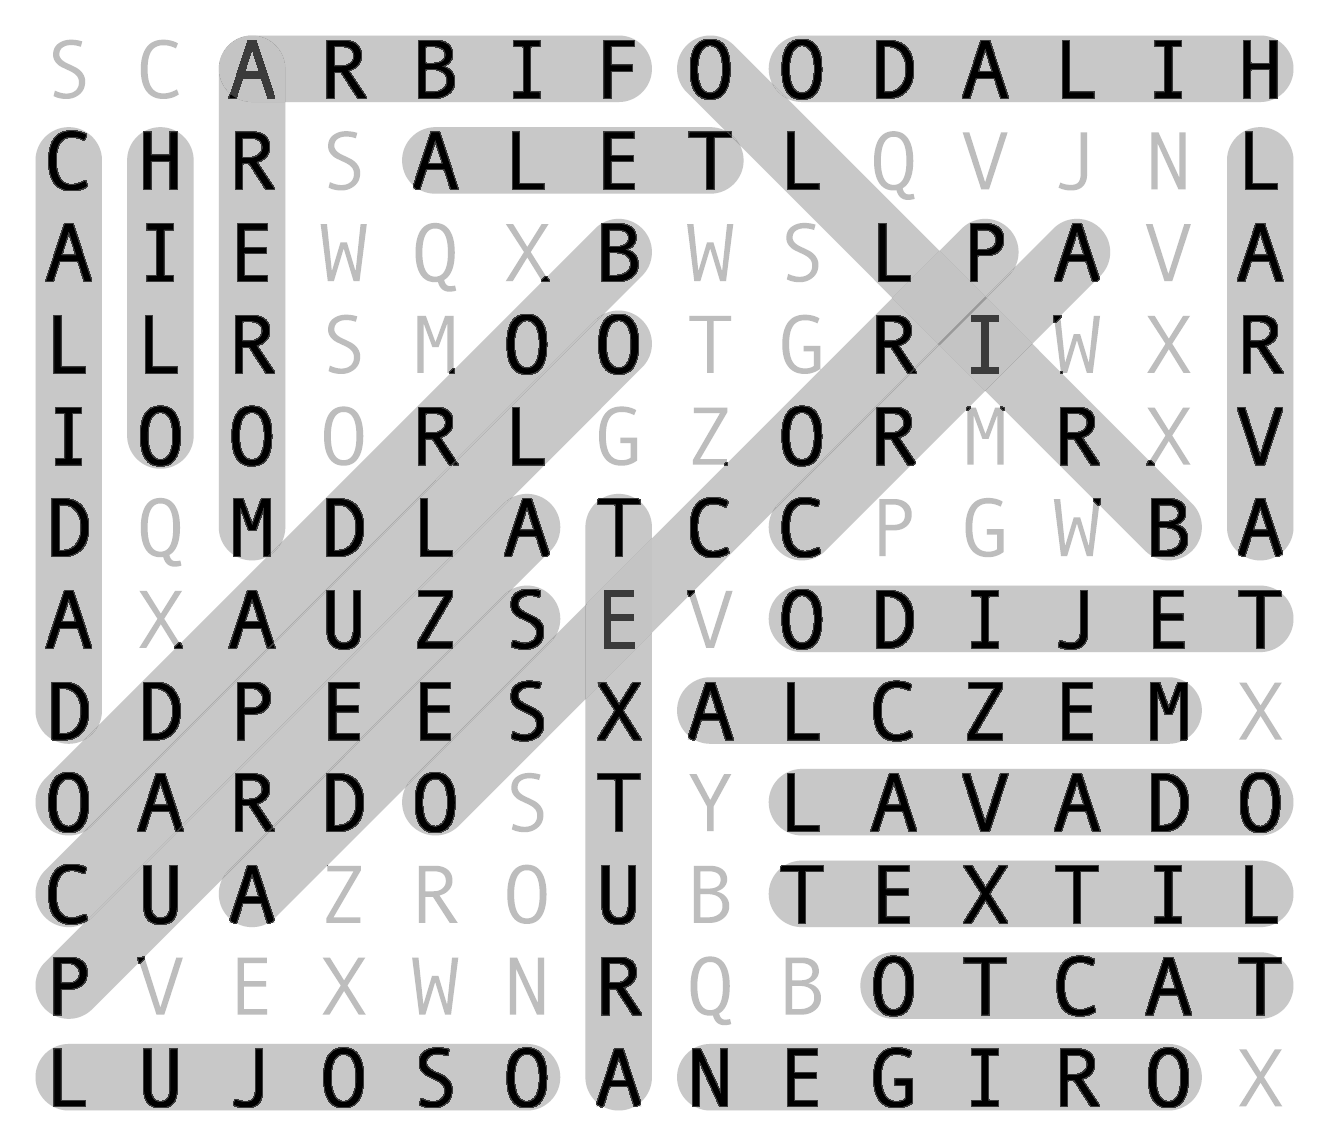 S C A R B I F O O D A L I H
C H R S A L E T L Q V J N L
A I E W Q X B W S L P A V A
L L R S M O O T G R I W X R
I O O O R L G Z O R M R X V
D Q M D L A T C C P G W B A
A X A U Z S E V O D I J E T
D D P E E S X A L C Z E M X
O A R D O S T Y L A V A D O
C U A Z R O U B T E X T I L
P V E X W N R Q B O T C A T
L U J O S O A N E G I R O X